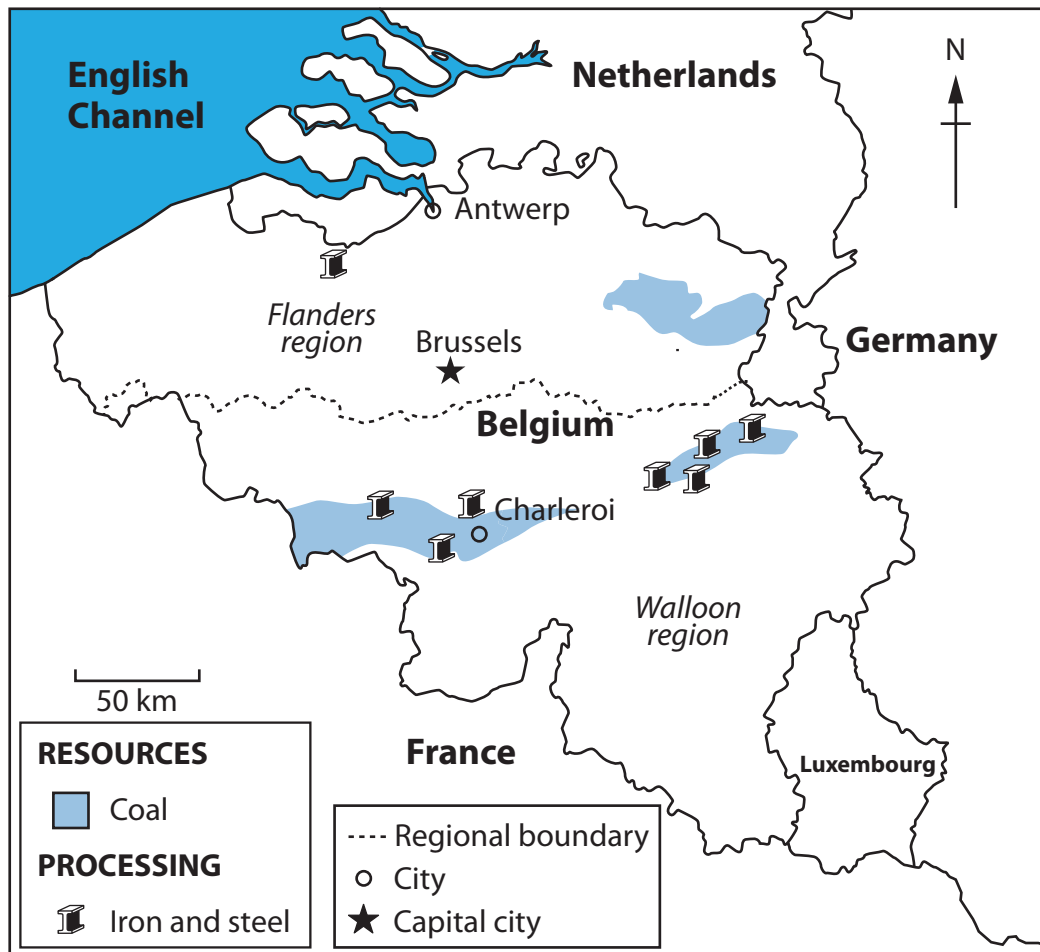 English
Channel
Netherlands
N
Antwerp
Flanders
region
Brussels
Germany
Belgium
Charleroi
Walloon
region
50 km
France
Luxembourg
RESOURCES
Coal
PROCESSING
Iron and steel
Regional boundary
City
Capital city